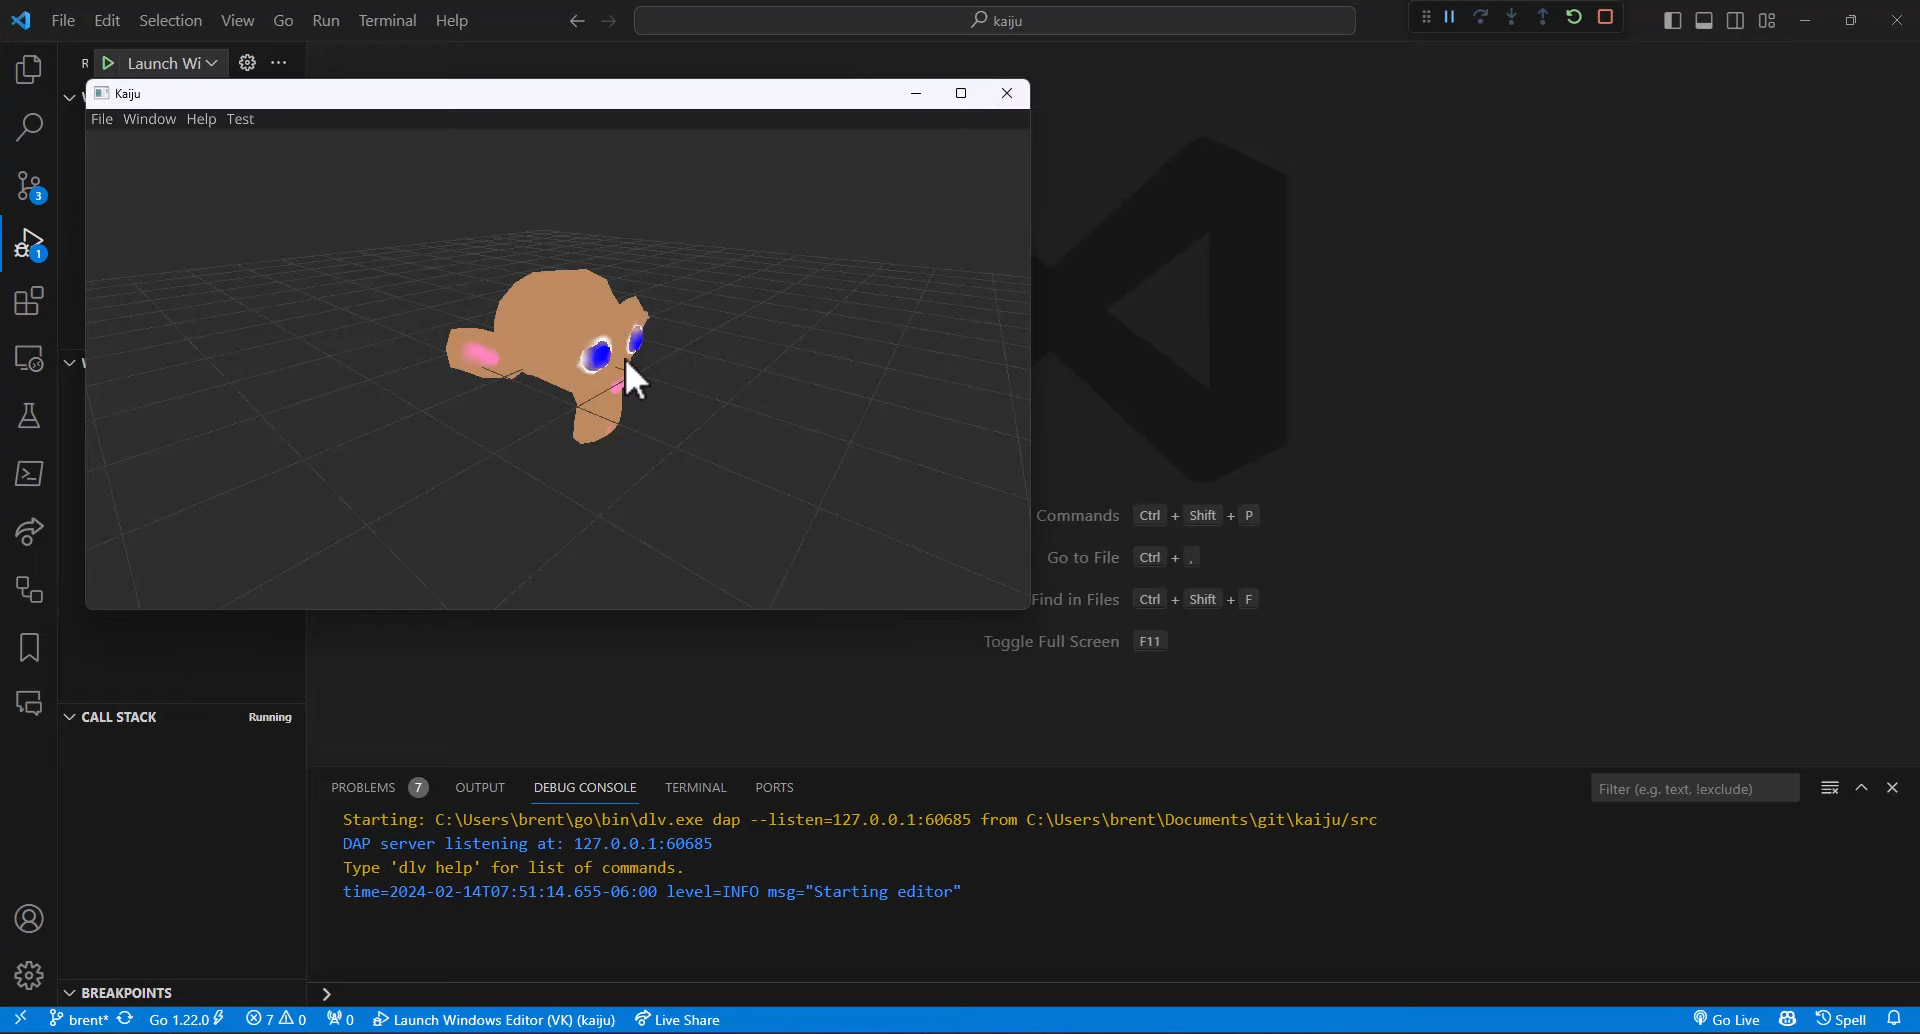 File Edit Selection View Go Run Terminal Help
kaiju
R Launch Wi
Kaiju
File Window Help Test
3
1
Commands Ctrl + Shift + P
Go to File Ctrl + ,
Find in Files Ctrl + Shift + F
Toggle Full Screen F11
CALL STACK Running
PROBLEMS 7 OUTPUT DEBUG CONSOLE TERMINAL PORTS
Filter (e.g. text, !exclude)
Starting: C:\Users\brent\go\bin\dlv.exe dap --listen=127.0.0.1:60685 from C:\Users\brent\Documents\git\kaiju/src
DAP server listening at: 127.0.0.1:60685
Type 'dlv help' for list of commands.
time=2024-02-14T07:51:14.655-06:00 level=INFO msg="Starting editor"
BREAKPOINTS
brent* Go 1.22.0 7 0 0 Launch Windows Editor (VK) (kaiju) Live Share Go Live Spell